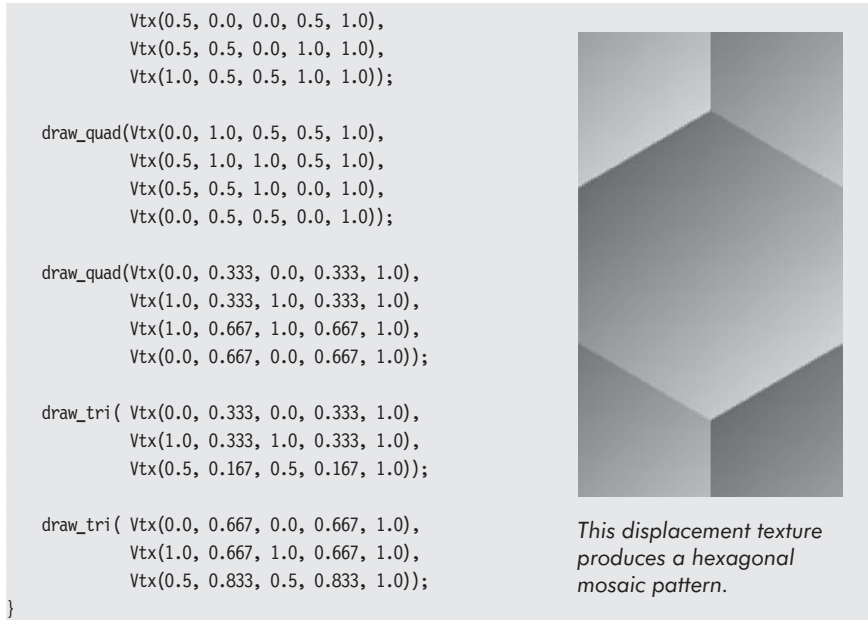 Vtx(0.5, 0.0, 0.0, 0.5, 1.0),
Vtx(0.5, 0.5, 0.0, 1.0, 1.0),
Vtx(1.0, 0.5, 0.5, 1.0, 1.0));
draw_quad(Vtx(0.0, 1.0, 0.5, 0.5, 1.0),
Vtx(0.5, 1.0, 1.0, 0.5, 1.0),
Vtx(0.5, 0.5, 1.0, 0.0, 1.0),
Vtx(0.0, 0.5, 0.5, 0.0, 1.0));
draw_quad(Vtx(0.0, 0.333, 0.0, 0.333, 1.0),
Vtx(1.0, 0.333, 1.0, 0.333, 1.0),
Vtx(1.0, 0.667, 1.0, 0.667, 1.0),
Vtx(0.0, 0.667, 0.0, 0.667, 1.0));
draw_tri( Vtx(0.0, 0.333, 0.0, 0.333, 1.0),
Vtx(1.0, 0.333, 1.0, 0.333, 1.0),
Vtx(0.5, 0.167, 0.5, 0.167, 1.0));
draw_tri( Vtx(0.0, 0.667, 0.0, 0.667, 1.0),
Vtx(1.0, 0.667, 1.0, 0.667, 1.0),
Vtx(0.5, 0.833, 0.5, 0.833, 1.0));
}
This displacement texture
produces a hexagonal
mosaic pattern.